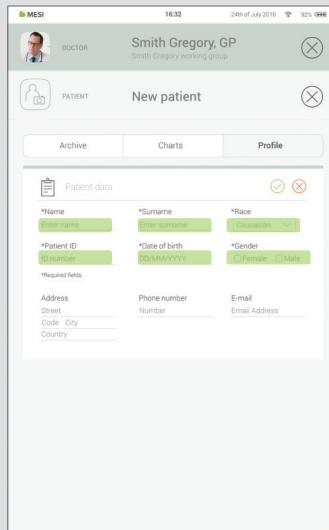 MESI 16:32 24th of July 2016 92%
DOCTOR Smith Gregory, GP
Smith Gregory working group
PATIENT New patient
Archive Charts Profile
Patient data
*Name *Surname *Race
Enter name Enter surname Caucasian
*Patient ID *Date of birth *Gender
ID number DD/MM/YYYY Female Male
*Required fields
Address Phone number E-mail
Street Number Email Address
Code City
Country